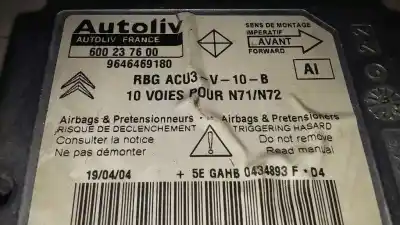 Autoliv
AUTOLIV FRANCE
600 23 76 00
9646469180
SENS DE MONTAGE
IMPERATIF
AVANT
FORWARD
AI
RBG ACU3-V-10-B
10 VOIES POUR N71/N72
Airbags & Pretensionneurs
Airbags & Pretensioners
RISQUE DE DECLENCHEMENT
TRIGGERING HASARD
Consulter la notice
Do not remove
Ne pas démonter
Read manual
19/04/04
+ 5E GAHB 0434893 F D4